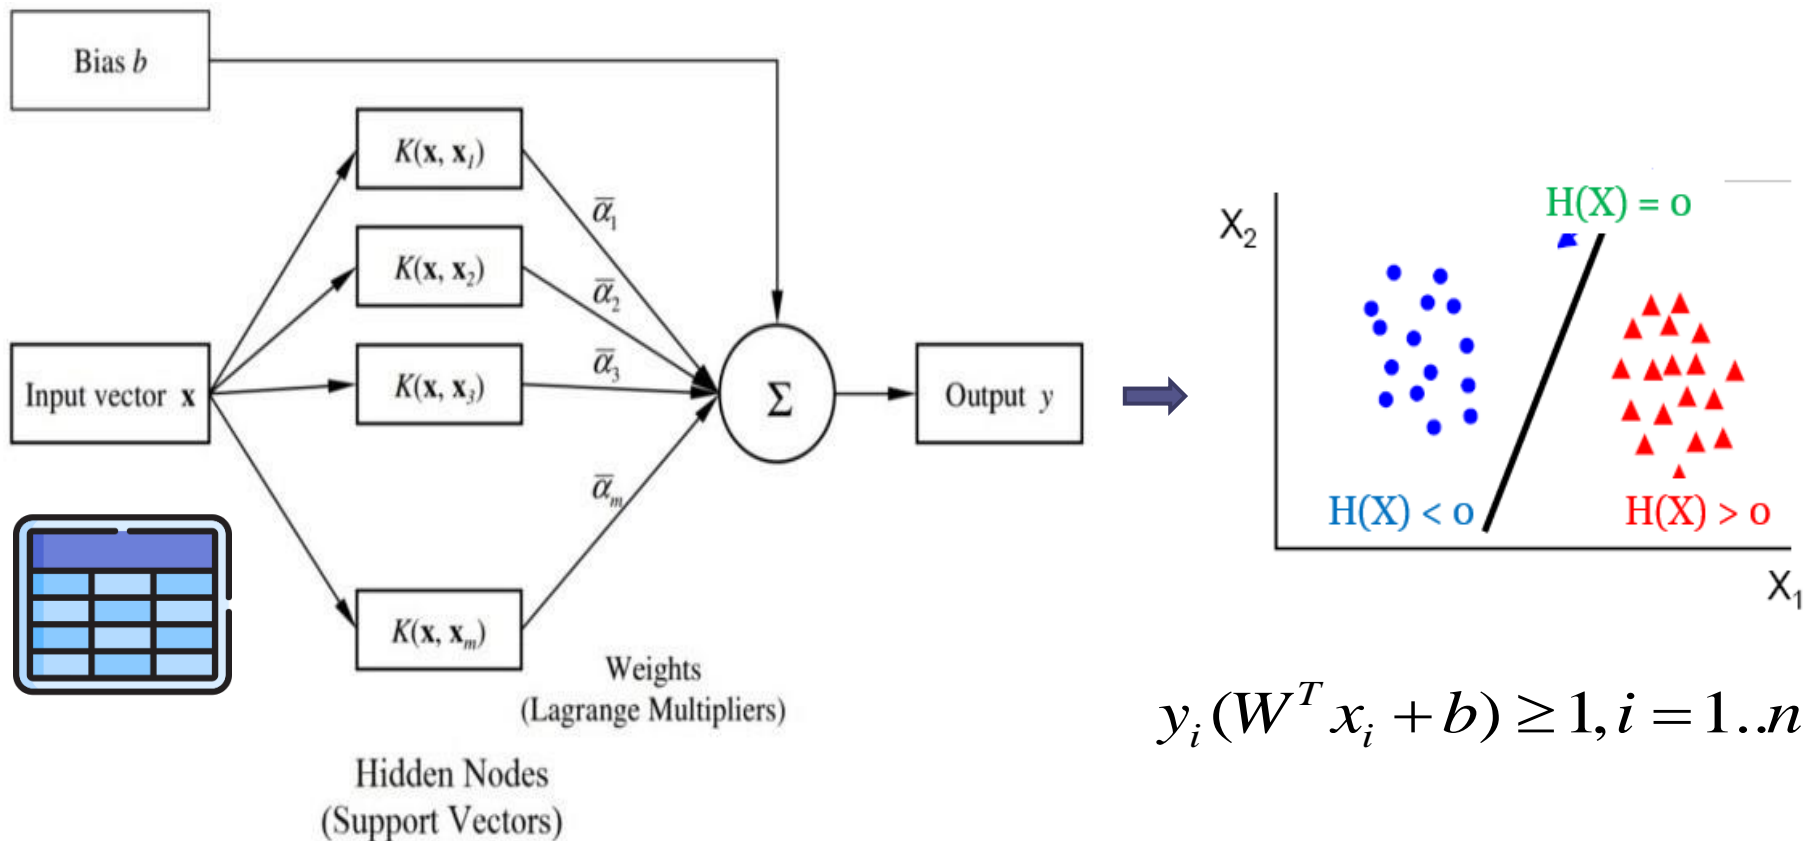 Bias b
K(x, x₁)
K(x, x₂)
K(x, x₃)
K(x, xₘ)
Input vector x
ᾱ₁
ᾱ₂
ᾱ₃
ᾱₘ
Σ
Output y
Weights
(Lagrange Multipliers)
Hidden Nodes
(Support Vectors)
X₂
H(X) = o
H(X) < o
H(X) > o
X₁
yᵢ(Wᵀxᵢ + b) ≥ 1, i = 1..n